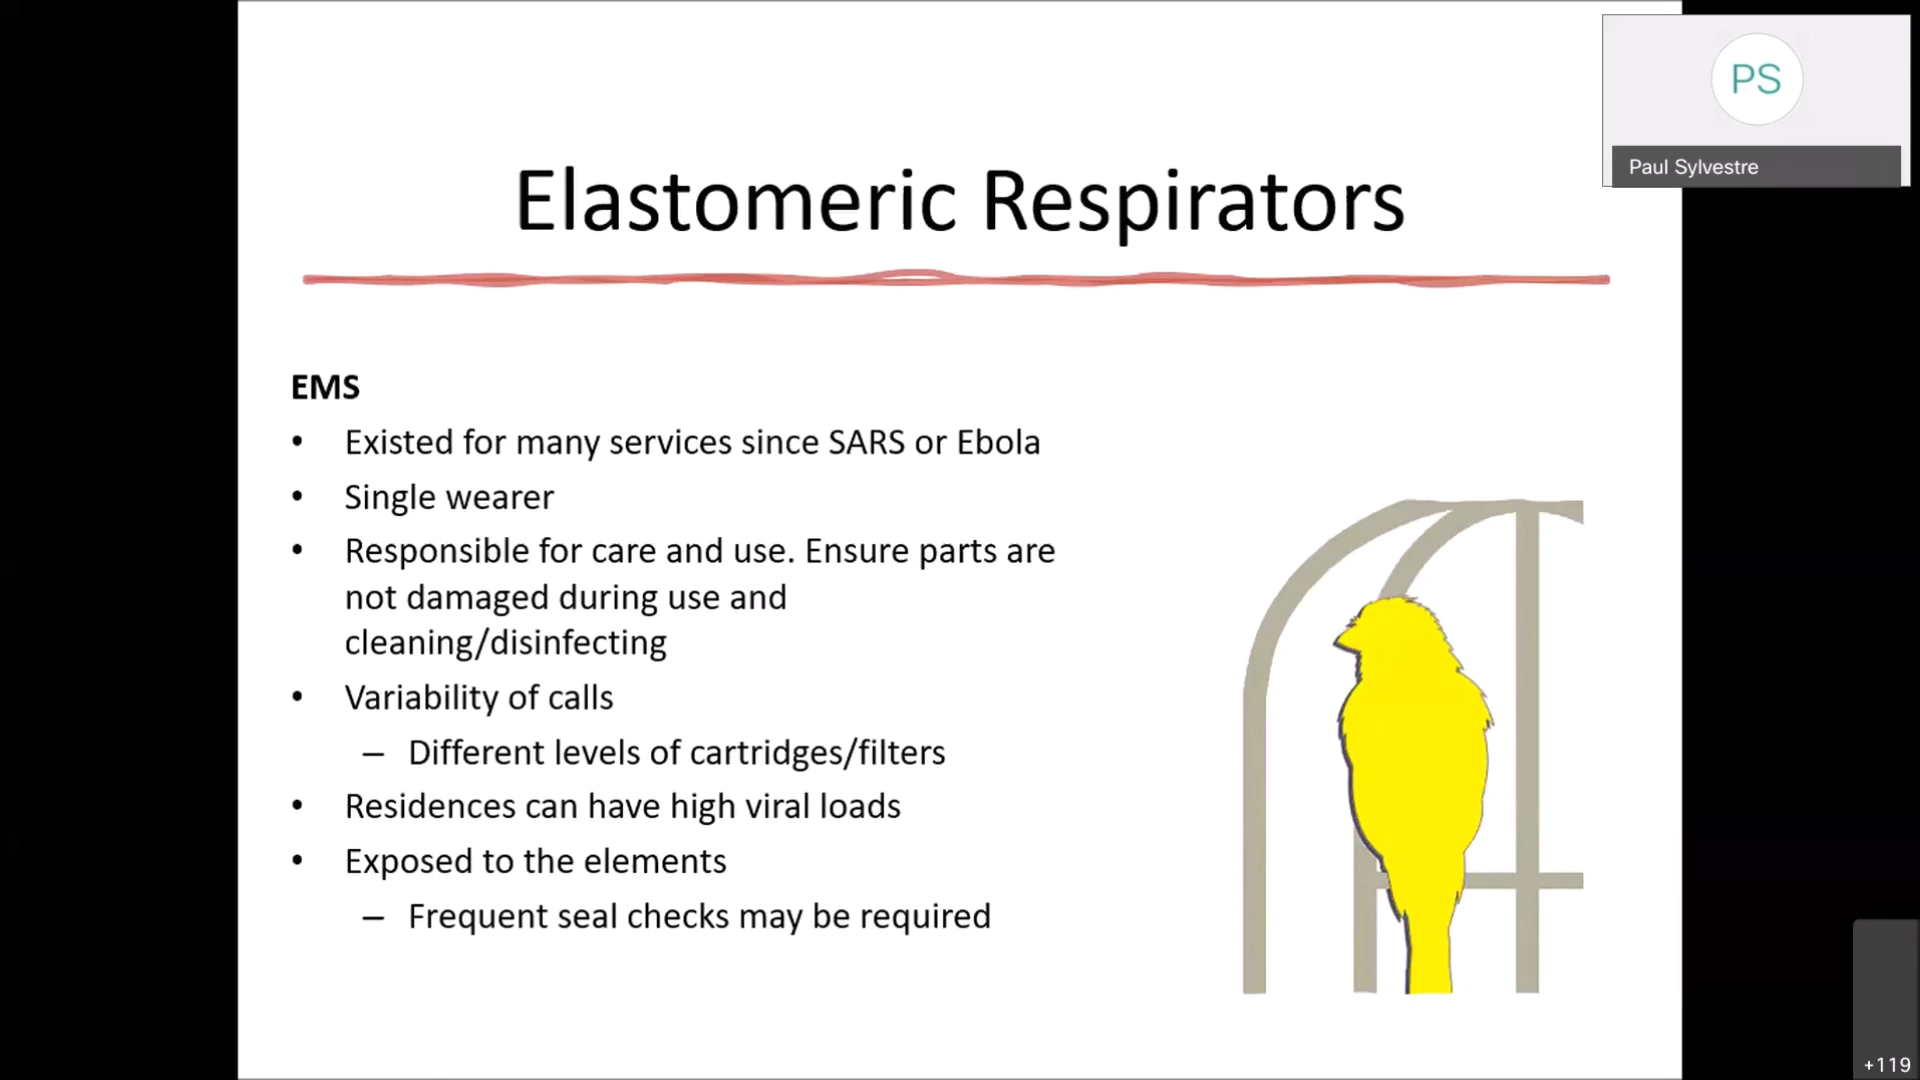 PS
Paul Sylvestre
Elastomeric Respirators
EMS
• Existed for many services since SARS or Ebola
• Single wearer
• Responsible for care and use. Ensure parts are
not damaged during use and
cleaning/disinfecting
• Variability of calls
– Different levels of cartridges/filters
• Residences can have high viral loads
• Exposed to the elements
– Frequent seal checks may be required
+119